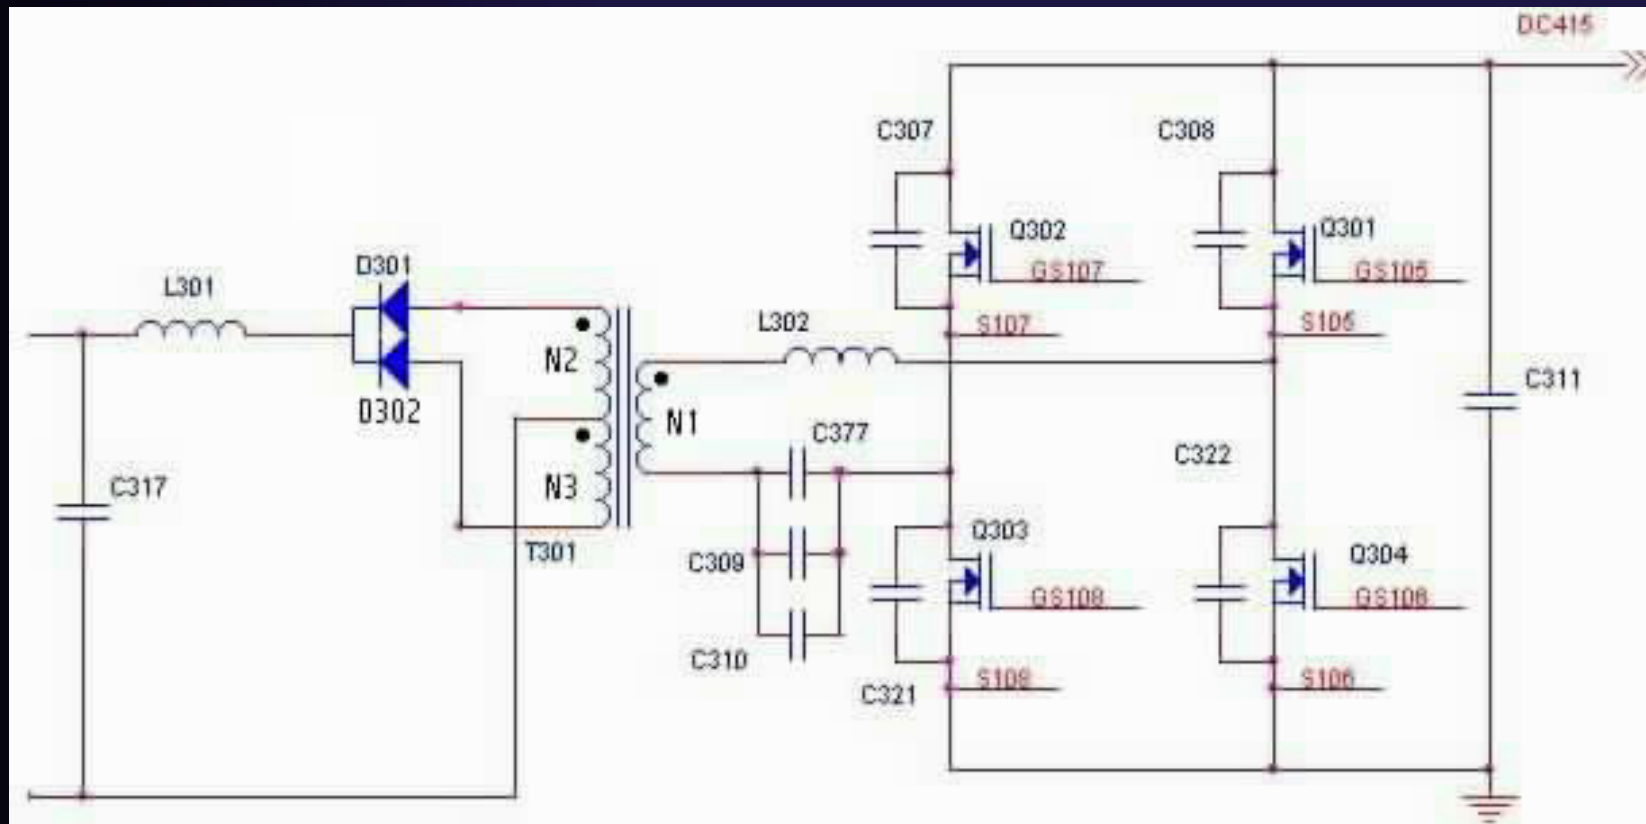 DC415
C307
C308
Q302
Q301
GS107
GS105
D301
L301
L302
S107
S105
N2
C311
D302
N1
C377
C322
C317
N3
Q303
Q304
T301
C309
GS108
GS106
C310
S108
S106
C321